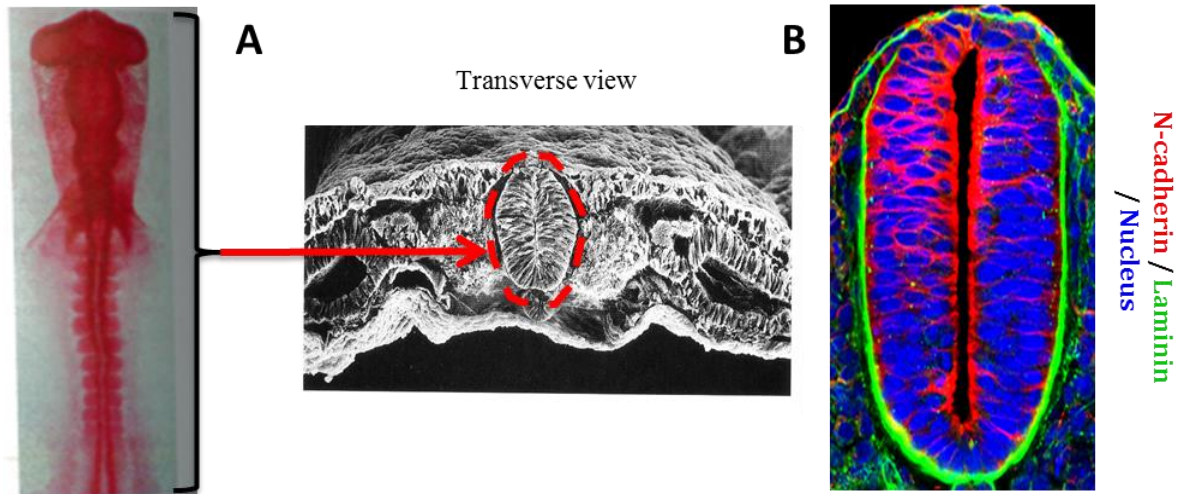 A
Transverse view
B
N-cadherin / Laminin
/ Nucleus